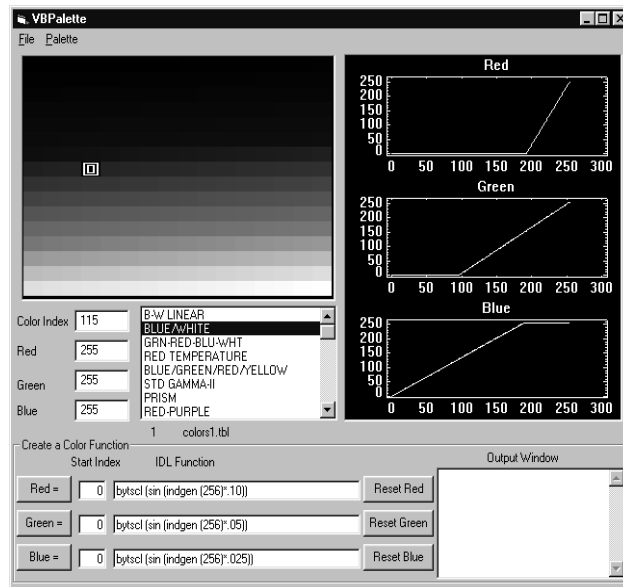 VBPalette
File Palette
Red
250
200
150
100
50
0
0 50 100 150 200 250 300
Green
250
200
150
100
50
0
0 50 100 150 200 250 300
Blue
250
200
150
100
50
0
0 50 100 150 200 250 300
Color Index 115
Red 255
Green 255
Blue 255
B-W LINEAR
BLUE/WHITE
GRN-RED-BLU-WHT
RED TEMPERATURE
BLUE/GREEN/RED/YELLOW
STD GAMMA-II
PRISM
RED-PURPLE
1 colors1.tbl
Create a Color Function
Start Index IDL Function Output Window
Red = 0 bytscl (sin (indgen (256)*.10)) Reset Red
Green = 0 bytscl (sin (indgen (256)*.05)) Reset Green
Blue = 0 bytscl (sin (indgen (256)*.025)) Reset Blue